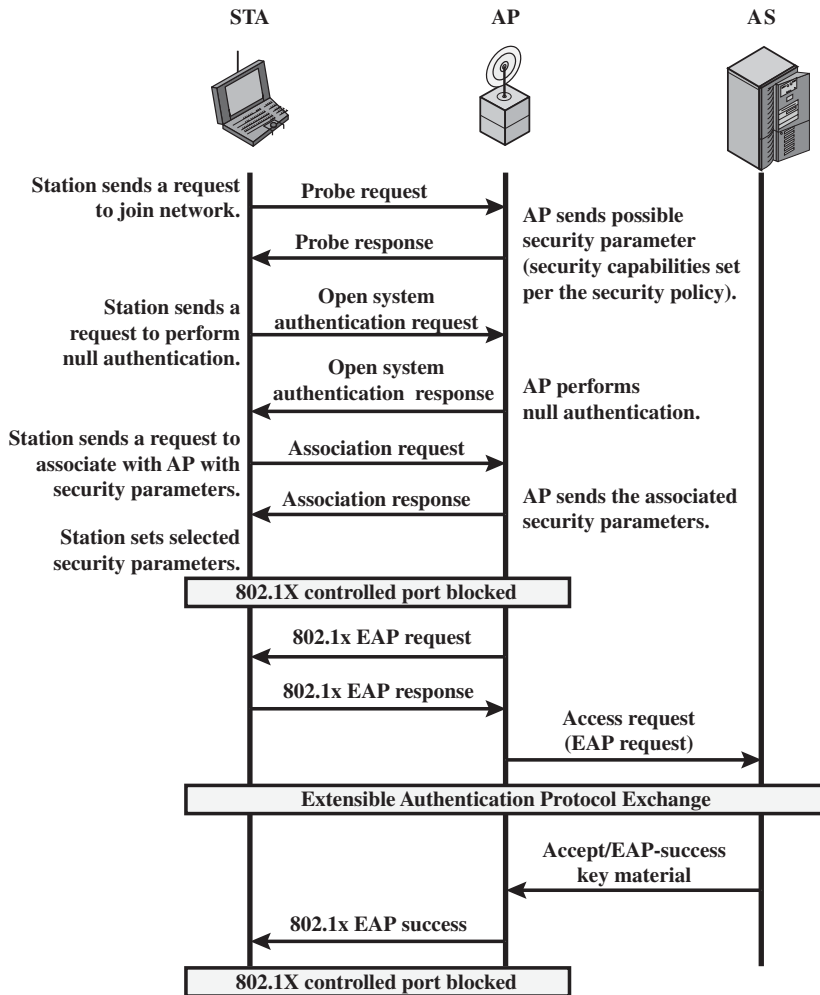 STA
AP
AS
Station sends a request
to join network.
Probe request
Probe response
AP sends possible
security parameter
(security capabilities set
per the security policy).
Station sends a
request to perform
null authentication.
Open system
authentication request
Open system
authentication response
AP performs
null authentication.
Station sends a request to
associate with AP with
security parameters.
Association request
Association response
AP sends the associated
security parameters.
Station sets selected
security parameters.
802.1X controlled port blocked
802.1x EAP request
802.1x EAP response
Access request
(EAP request)
Extensible Authentication Protocol Exchange
Accept/EAP-success
key material
802.1x EAP success
802.1X controlled port blocked